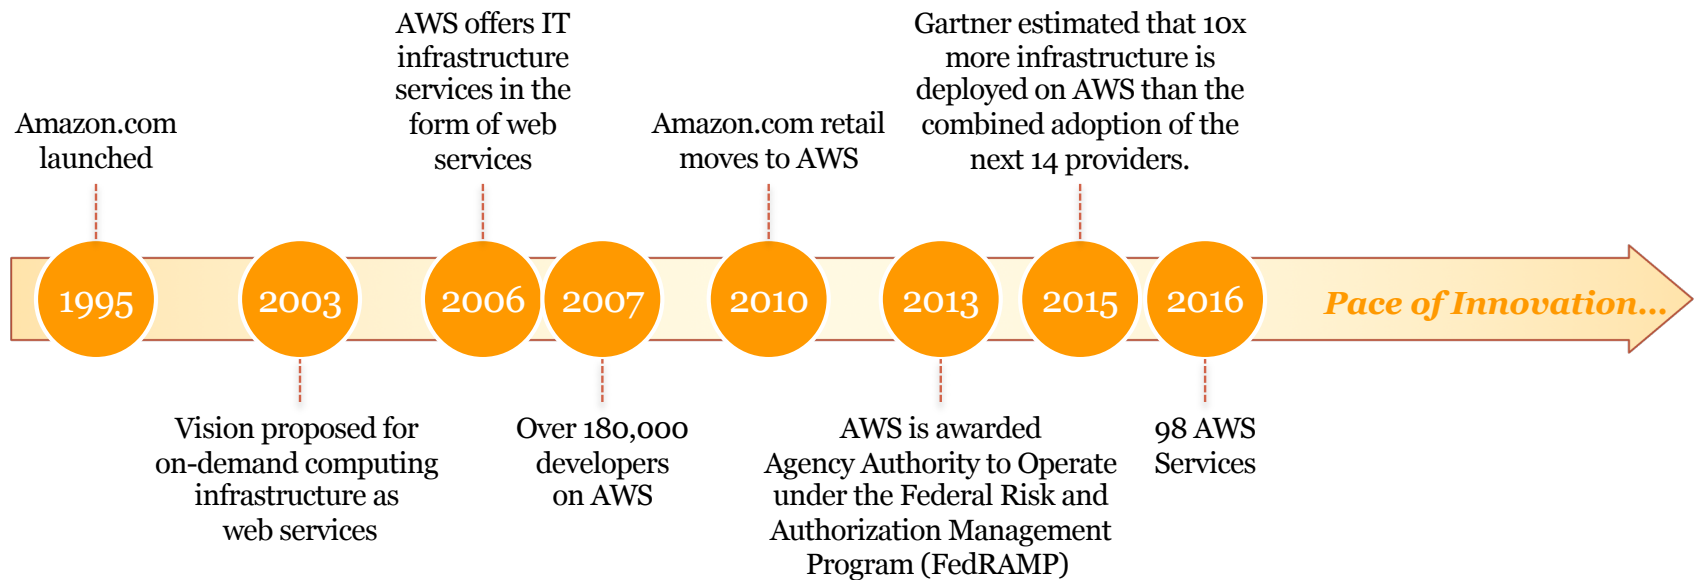 Amazon.com
launched
AWS offers IT
infrastructure
services in the
form of web
services
Amazon.com retail
moves to AWS
Gartner estimated that 10x
more infrastructure is
deployed on AWS than the
combined adoption of the
next 14 providers.
1995
2003
2006
2007
2010
2013
2015
2016
Pace of Innovation...
Vision proposed for
on-demand computing
infrastructure as
web services
Over 180,000
developers
on AWS
AWS is awarded
Agency Authority to Operate
under the Federal Risk and
Authorization Management
Program (FedRAMP)
98 AWS
Services